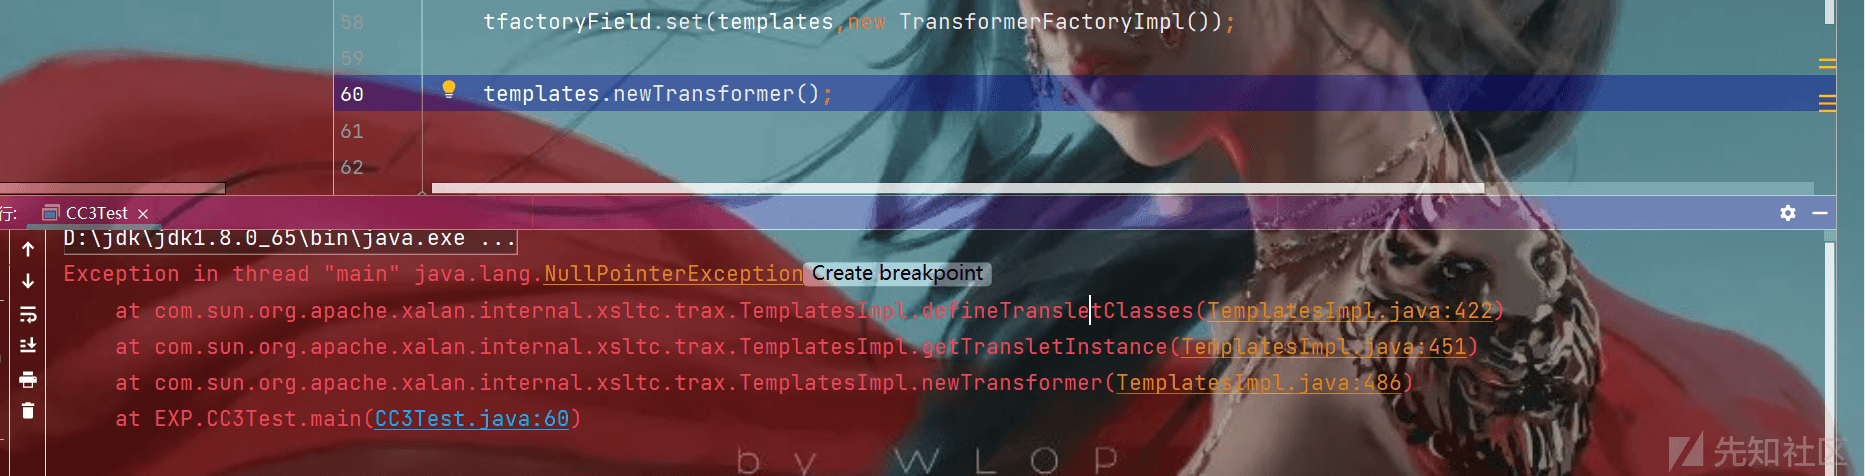 58 tfactoryField.set(templates,new TransformerFactoryImpl());
59
60 templates.newTransformer();
61
62
行: CC3Test ×
D:\jdk\jdk1.8.0_65\bin\java.exe ...
Exception in thread "main" java.lang.NullPointerException Create breakpoint
at com.sun.org.apache.xalan.internal.xsltc.trax.TemplatesImpl.defineTransletClasses(TemplatesImpl.java:422)
at com.sun.org.apache.xalan.internal.xsltc.trax.TemplatesImpl.getTransletInstance(TemplatesImpl.java:451)
at com.sun.org.apache.xalan.internal.xsltc.trax.TemplatesImpl.newTransformer(TemplatesImpl.java:486)
at EXP.CC3Test.main(CC3Test.java:60)
by WLOP
先知社区